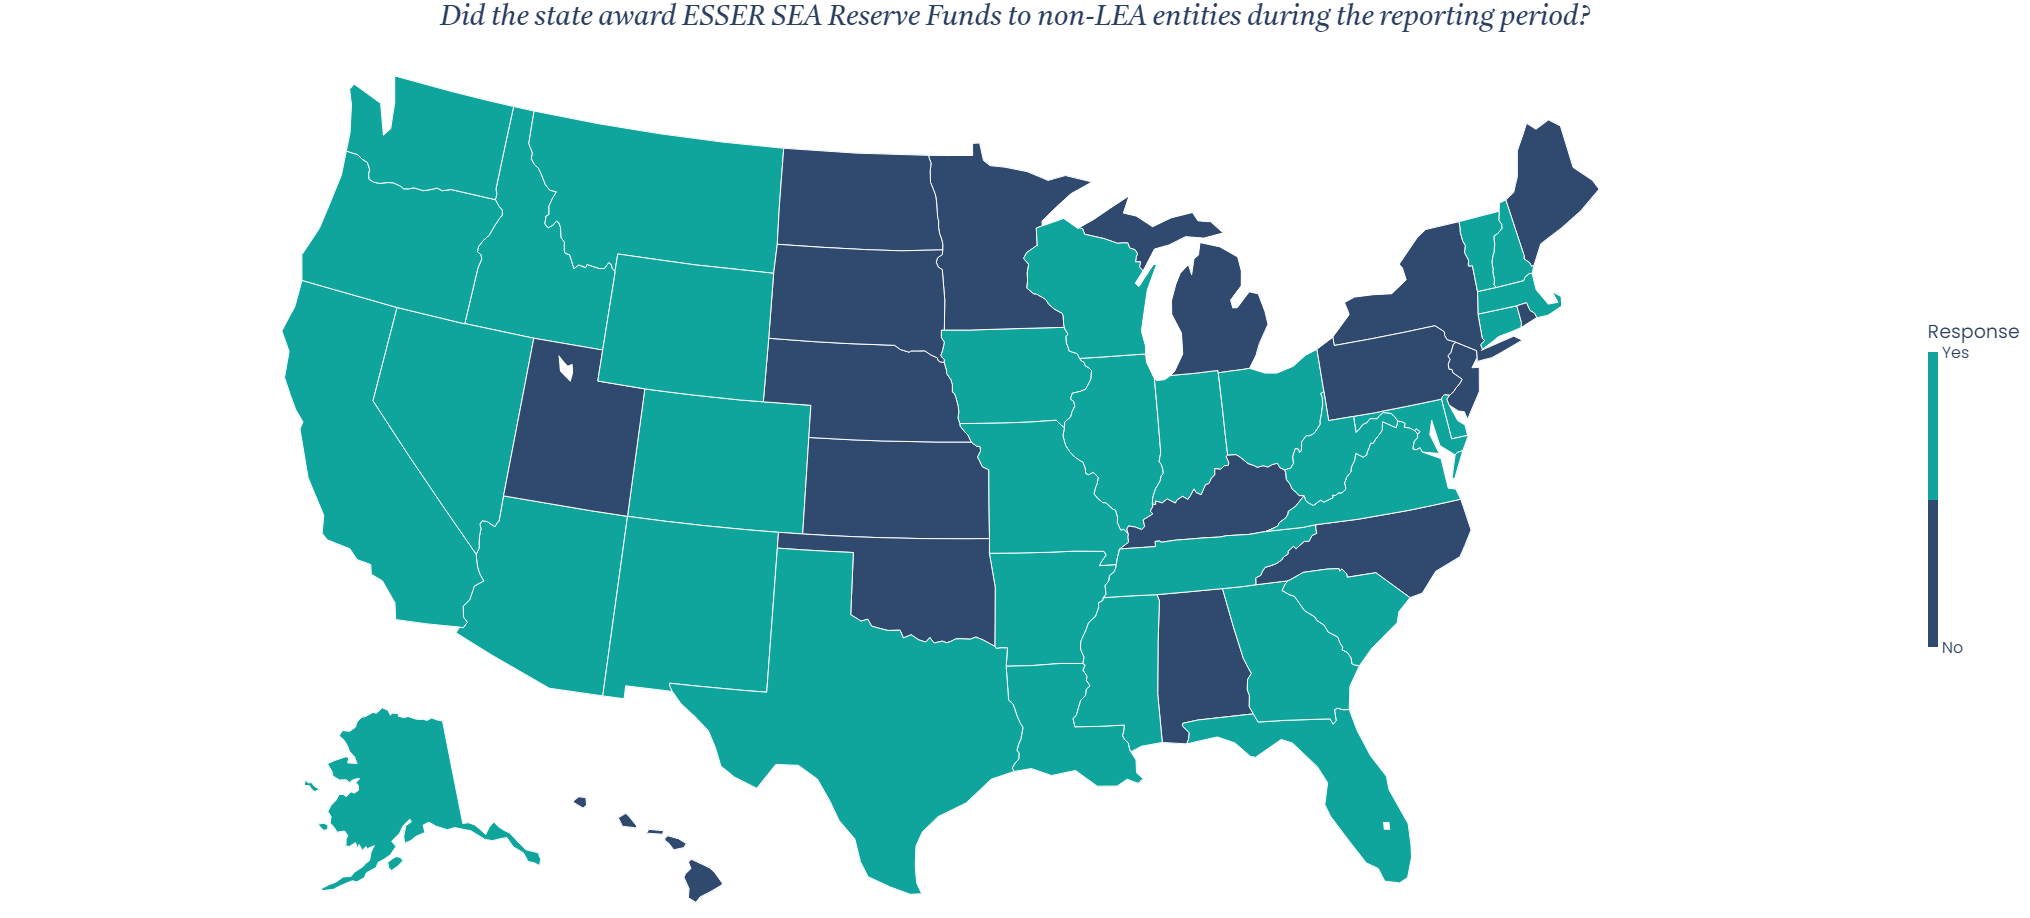 Did the state award ESSER SEA Reserve Funds to non-LEA entities during the reporting period?
Response
Yes
No